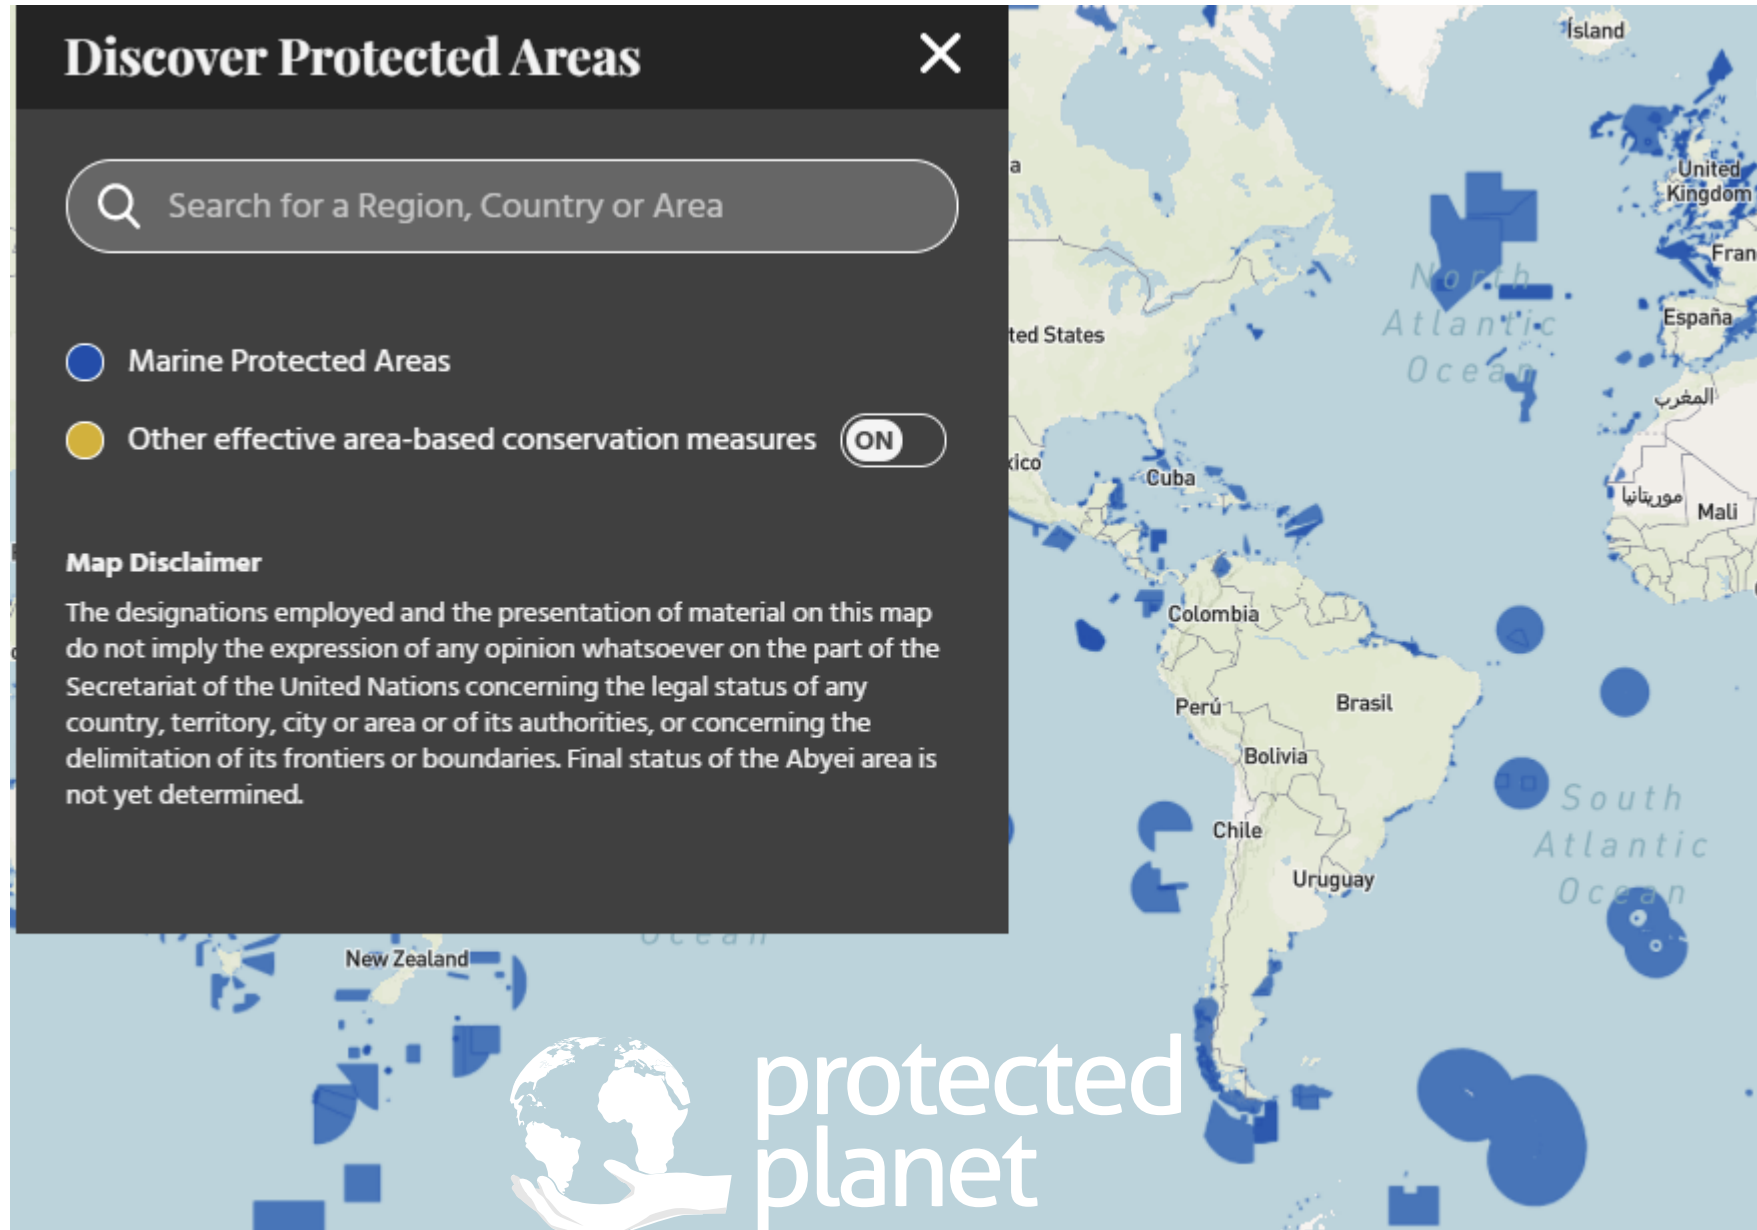 Discover Protected Areas
Search for a Region, Country or Area
Marine Protected Areas
Other effective area-based conservation measures ON
Map Disclaimer
The designations employed and the presentation of material on this map
do not imply the expression of any opinion whatsoever on the part of the
Secretariat of the United Nations concerning the legal status of any
country, territory, city or area or of its authorities, or concerning the
delimitation of its frontiers or boundaries. Final status of the Abyei area is
not yet determined.
Ísland
a
United
Kingdom
Fran
North
Atlantic
Ocean
España
ted States
المغرب
xico
Cuba
موريتانيا
Mali
Colombia
Perú
Brasil
Bolivia
South
Atlantic
Ocean
Chile
Uruguay
Ocean
New Zealand
protected
planet